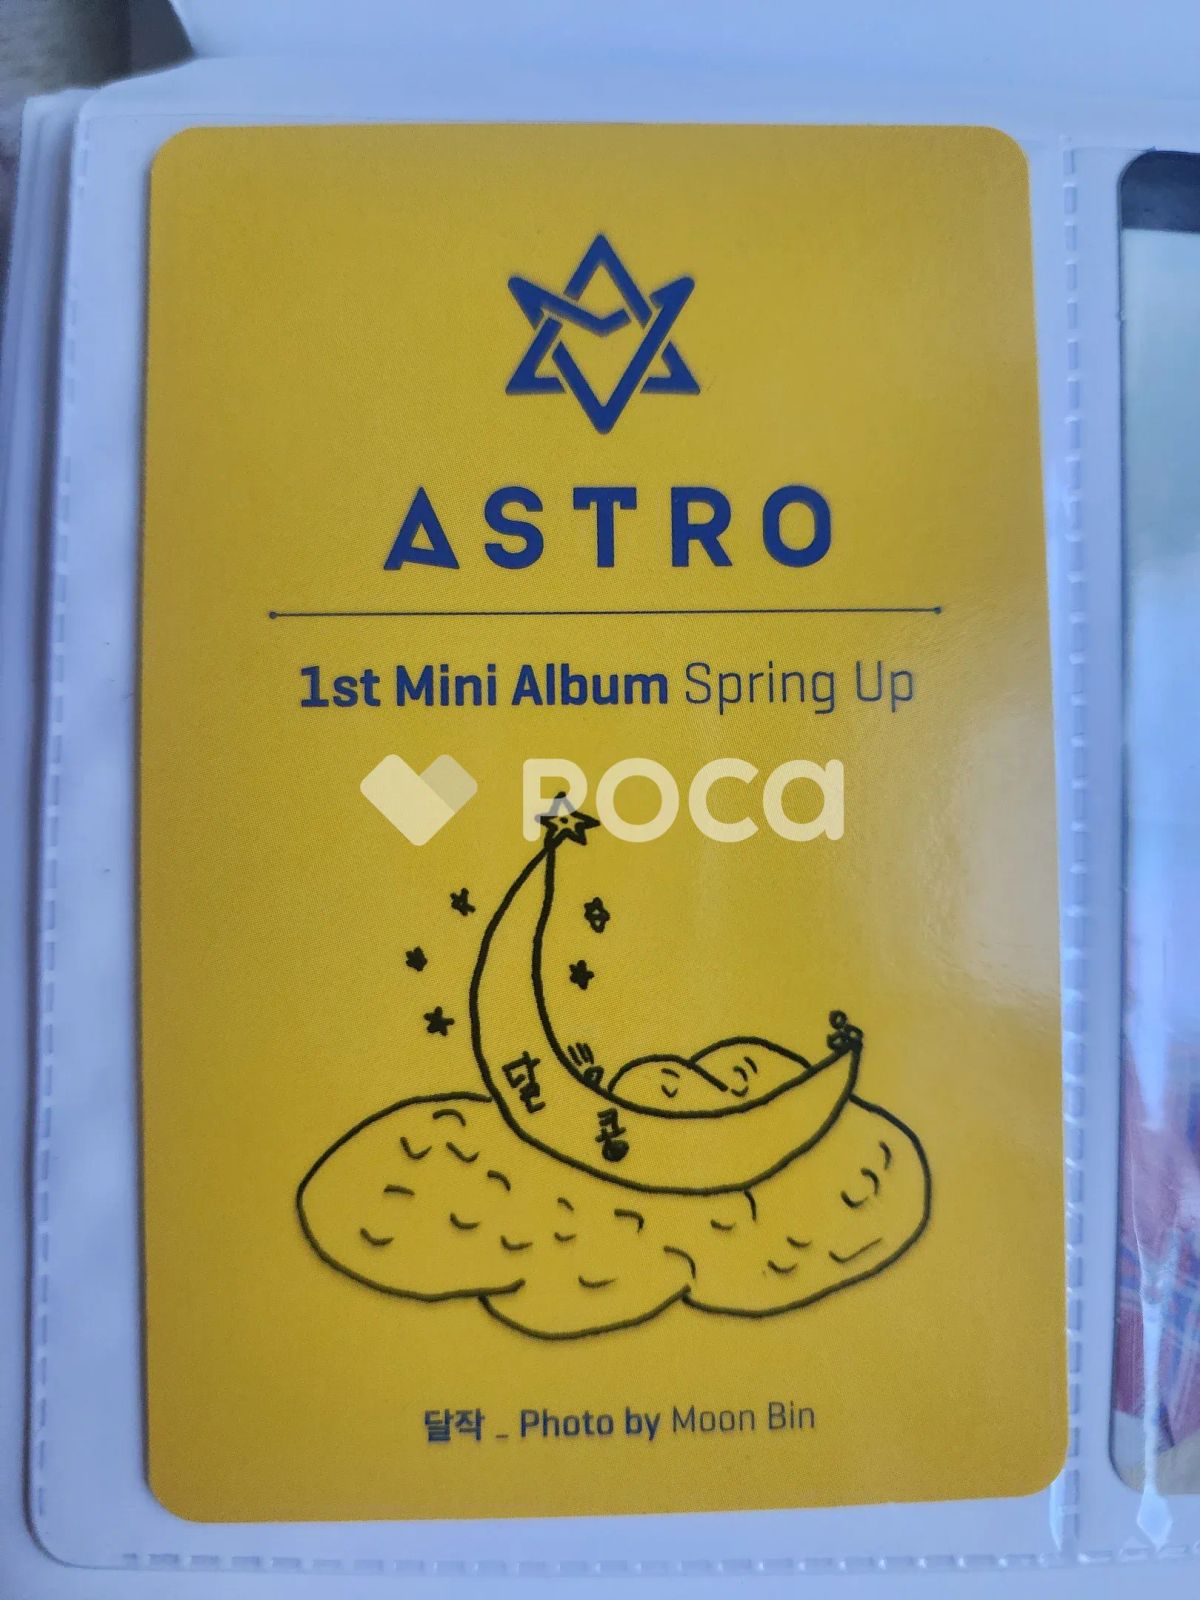 ASTRO
1st Mini Album Spring Up
POCA
달
콩
달작 _ Photo by Moon Bin